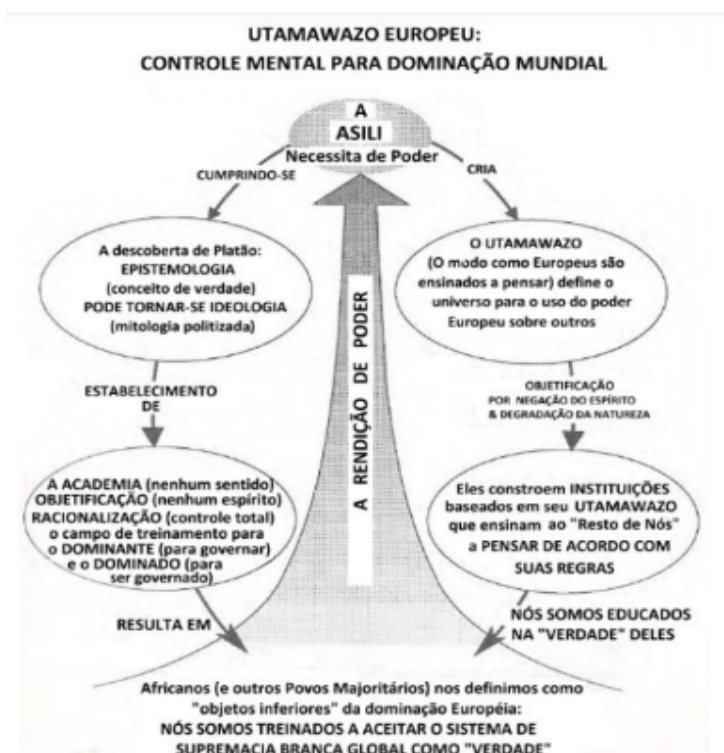 UTAMAWAZO EUROPEU:
CONTROLE MENTAL PARA DOMINAÇÃO MUNDIAL
A
ASILI
Necessita de Poder
CUMPRINDO-SE
CRIA
A descoberta de Platão:
EPISTEMOLOGIA
(conceito de verdade)
PODE TORNAR-SE IDEOLOGIA
(mitologia politizada)
O UTAMAWAZO
(O modo como Europeus são
ensinados a pensar) define o
universo para o uso do poder
Europeu sobre outros
A RENDIÇÃO DE PODER
ESTABELECIMENTO
DE
OBJETIFICAÇÃO
POR NEGAÇÃO DO ESPÍRITO
& DEGRADAÇÃO DA NATUREZA
A ACADEMIA (nenhum sentido)
OBJETIFICAÇÃO (nenhum espírito)
RACIONALIZAÇÃO (controle total)
o campo de treinamento para
o DOMINANTE (para governar)
e o DOMINADO (para
ser governado)
Eles constroem INSTITUIÇÕES
baseados em seu UTAMAWAZO
que ensinam ao "Resto de Nós"
a PENSAR DE ACORDO COM
SUAS REGRAS
RESULTA EM
NÓS SOMOS EDUCADOS
NA "VERDADE" DELES
Africanos (e outros Povos Majoritários) nos definimos como
"objetos inferiores" da dominação Européia:
NÓS SOMOS TREINADOS A ACEITAR O SISTEMA DE
SUPREMACIA BRANCA GLOBAL COMO "VERDADE"